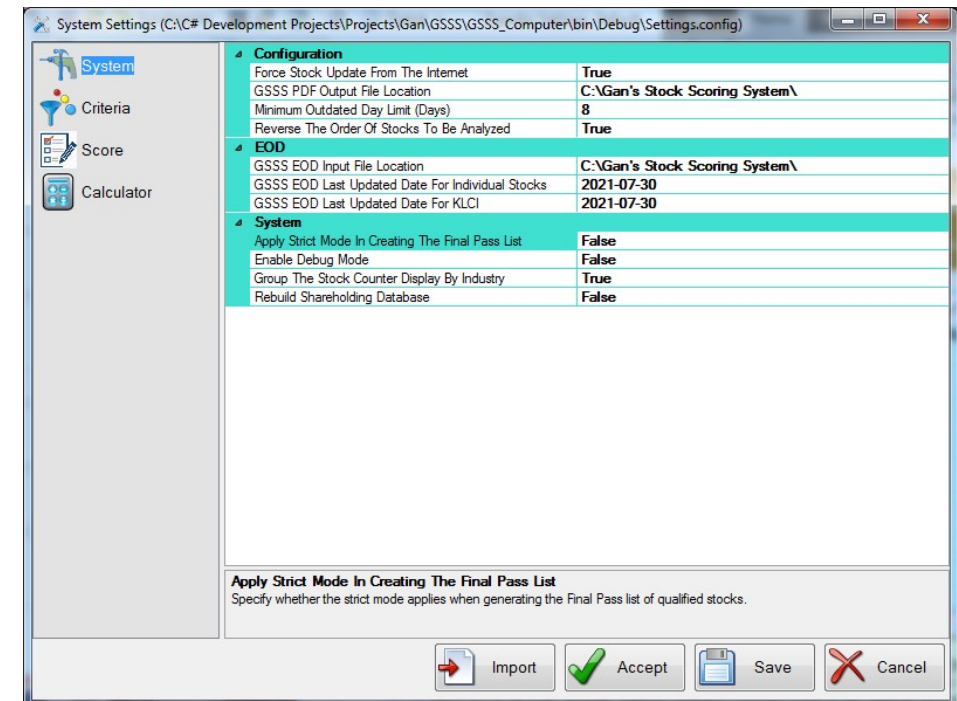 System Settings (C:\C# Development Projects\Projects\Gan\GSSS\GSSS_Computer\bin\Debug\Settings.config)
System
Criteria
Score
Calculator
Configuration
Force Stock Update From The Internet True
GSSS PDF Output File Location C:\Gan's Stock Scoring System\
Minimum Outdated Day Limit (Days) 8
Reverse The Order Of Stocks To Be Analyzed True
EOD
GSSS EOD Input File Location C:\Gan's Stock Scoring System\
GSSS EOD Last Updated Date For Individual Stocks 2021-07-30
GSSS EOD Last Updated Date For KLCI 2021-07-30
System
Apply Strict Mode In Creating The Final Pass List False
Enable Debug Mode False
Group The Stock Counter Display By Industry True
Rebuild Shareholding Database False
Apply Strict Mode In Creating The Final Pass List
Specify whether the strict mode applies when generating the Final Pass list of qualified stocks.
Import Accept Save Cancel